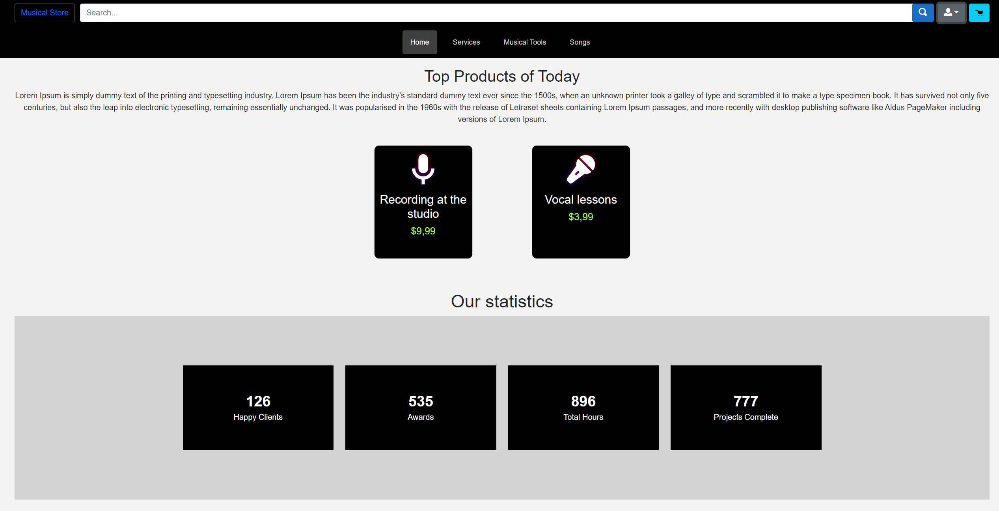 Musical Store
Search...
Home
Services
Musical Tools
Songs
Top Products of Today
Lorem Ipsum is simply dummy text of the printing and typesetting industry. Lorem Ipsum has been the industry's standard dummy text ever since the 1500s, when an unknown printer took a galley of type and scrambled it to make a type specimen book. It has survived not only five
centuries, but also the leap into electronic typesetting, remaining essentially unchanged. It was popularised in the 1960s with the release of Letraset sheets containing Lorem Ipsum passages, and more recently with desktop publishing software like Aldus PageMaker including
versions of Lorem Ipsum.
Recording at the
studio
$9,99
Vocal lessons
$3,99
Our statistics
126
Happy Clients
535
Awards
896
Total Hours
777
Projects Complete